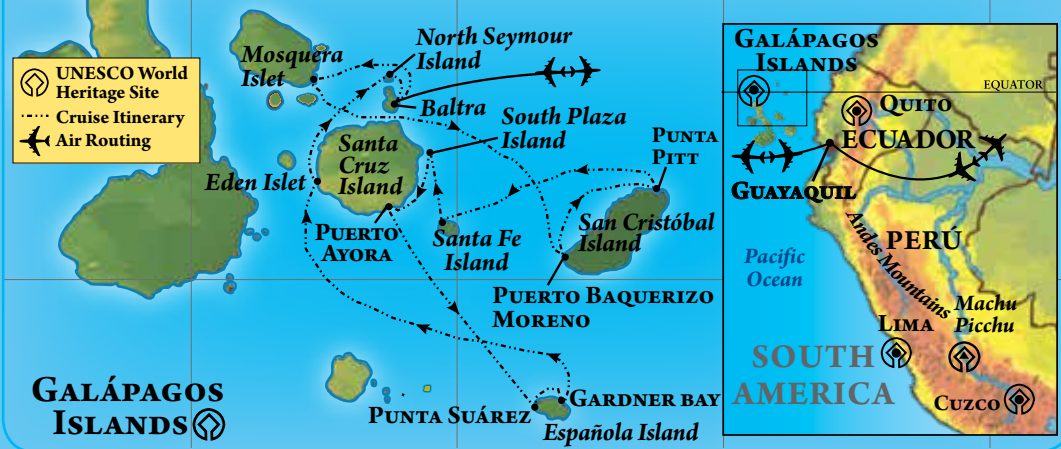 UNESCO World
Heritage Site
Cruise Itinerary
Air Routing
Mosquera
Islet
North Seymour
Island
Baltra
South Plaza
Island
Santa
Cruz
Island
Eden Islet
Puerto
Ayora
Santa Fe
Island
Punta
Pitt
San Cristóbal
Island
Puerto Baquerizo
Moreno
Punta Suárez
Gardner Bay
Española Island
Galápagos
Islands
Galápagos
Islands
EQUATOR
Quito
ECUADOR
Guayaquil
PERÚ
Andes Mountains
Pacific
Ocean
Machu
Picchu
Lima
SOUTH
AMERICA
Cuzco